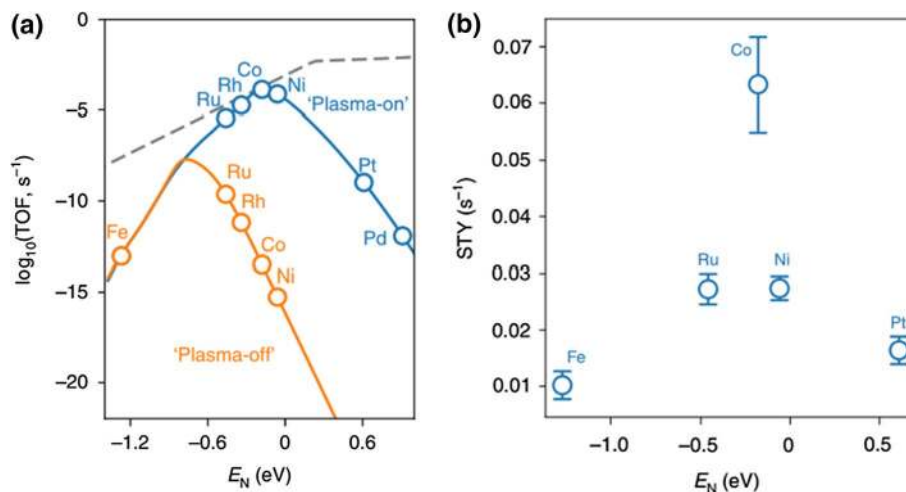 (a)
0
−5
−10
−15
−20
log₁₀(TOF, s⁻¹)
Co
Rh
Ni
Ru
'Plasma-on'
Ru
Pt
Rh
Fe
Pd
Co
Ni
'Plasma-off'
−1.2 −0.6 0 0.6
E_N (eV)
(b)
0.07
0.06
0.05
0.04
0.03
0.02
0.01
STY (s⁻¹)
Co
Ru Ni
Pt
Fe
−1.0 −0.5 0 0.5
E_N (eV)